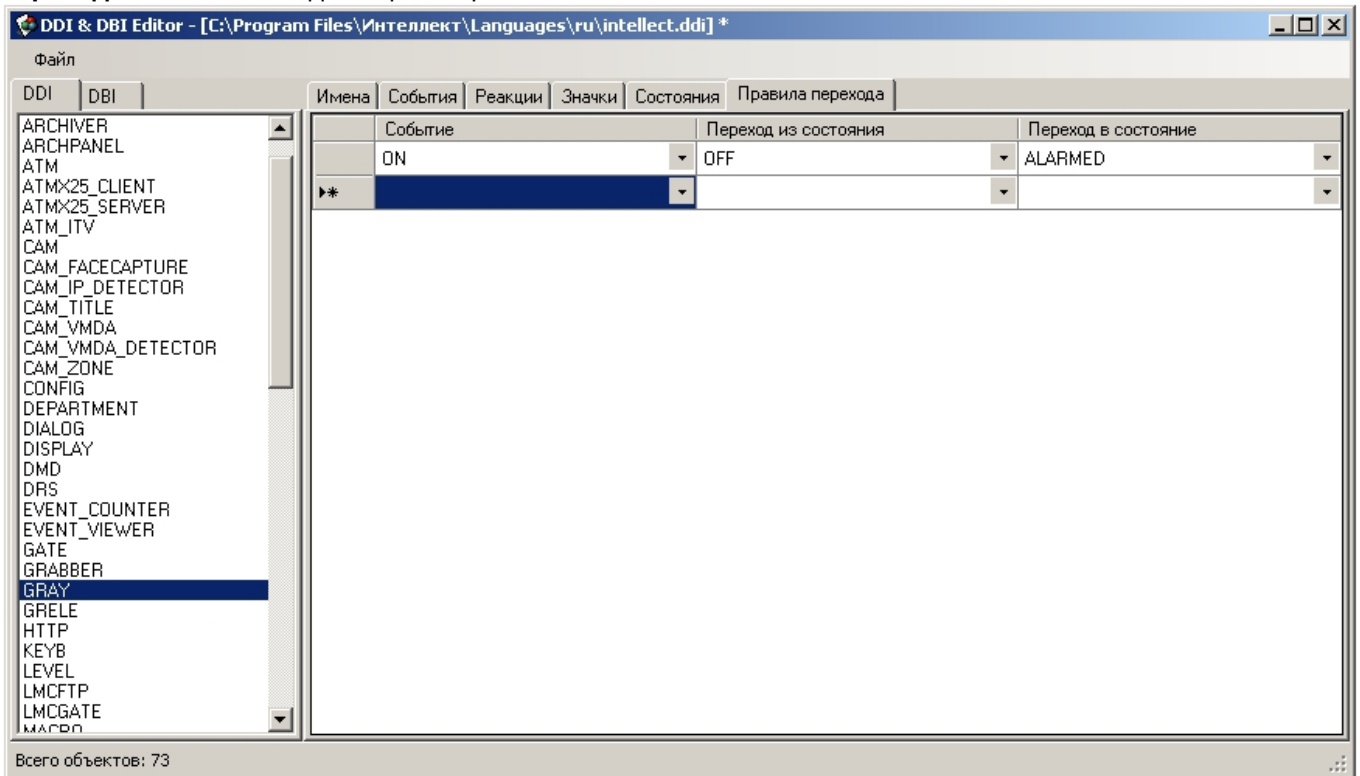 DDI & DBI Editor - [C:\Program Files\Интеллект\Languages\ru\intellect.ddi] *
Файл
DDI DBI
Имена События Реакции Значки Состояния Правила перехода
Событие Переход из состояния Переход в состояние
ON OFF ALARMED
ARCHIVER
ARCHPANEL
ATM
ATMX25_CLIENT
ATMX25_SERVER
ATM_ITV
CAM
CAM_FACECAPTURE
CAM_IP_DETECTOR
CAM_TITLE
CAM_VMDA
CAM_VMDA_DETECTOR
CAM_ZONE
CONFIG
DEPARTMENT
DIALOG
DISPLAY
DMD
DRS
EVENT_COUNTER
EVENT_VIEWER
GATE
GRABBER
GRAY
GRELE
HTTP
KEYB
LEVEL
LMCFTP
LMCGATE
MACRO
Всего объектов: 73